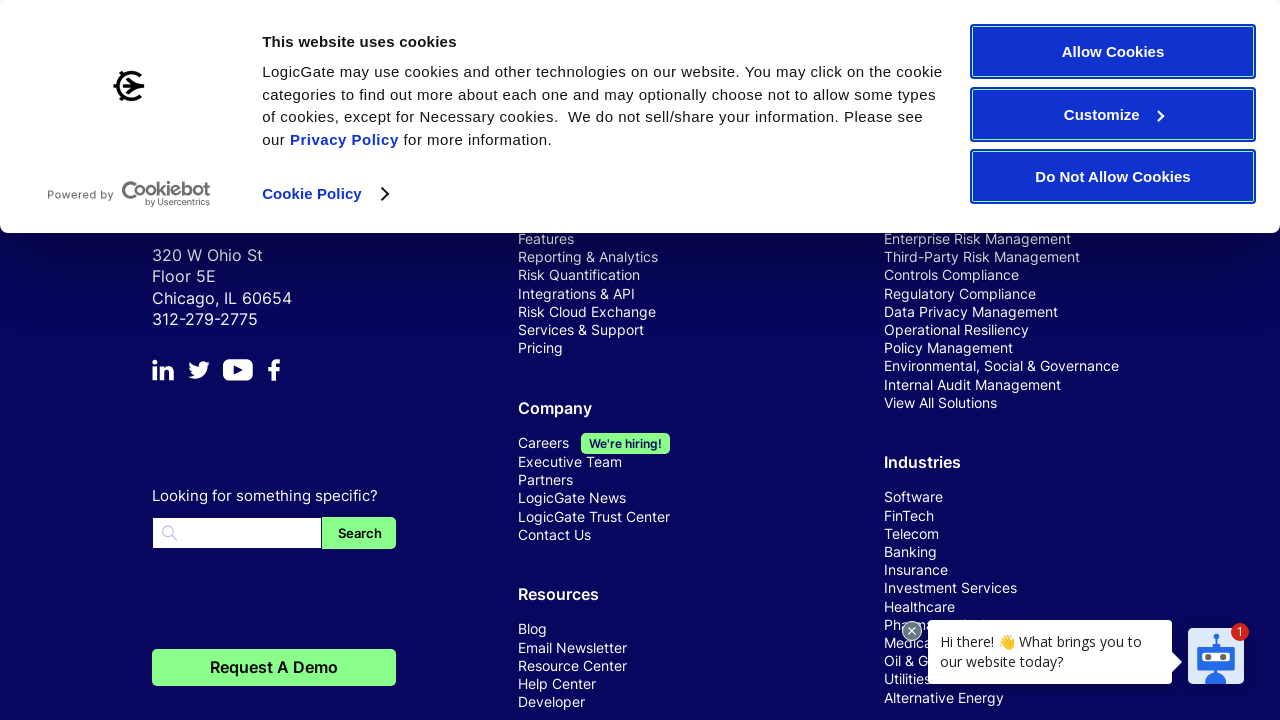 This website uses cookies
LogicGate may use cookies and other technologies on our website. You may click on the cookie
categories to find out more about each one and may optionally choose not to allow some types
of cookies, except for Necessary cookies.  We do not sell/share your information. Please see
our Privacy Policy for more information.
Cookie Policy
Powered by Cookiebot
by Usercentrics
Allow Cookies
Customize
Do Not Allow Cookies
320 W Ohio St
Floor 5E
Chicago, IL 60654
312-279-2775
Looking for something specific?
Search
Request A Demo
Features
Reporting & Analytics
Risk Quantification
Integrations & API
Risk Cloud Exchange
Services & Support
Pricing
Company
Careers We're hiring!
Executive Team
Partners
LogicGate News
LogicGate Trust Center
Contact Us
Resources
Blog
Email Newsletter
Resource Center
Help Center
Developer
Enterprise Risk Management
Third-Party Risk Management
Controls Compliance
Regulatory Compliance
Data Privacy Management
Operational Resiliency
Policy Management
Environmental, Social & Governance
Internal Audit Management
View All Solutions
Industries
Software
FinTech
Telecom
Banking
Insurance
Investment Services
Healthcare
Oil & G
Utilities
Alternative Energy
Hi there! 👋 What brings you to
our website today?
1